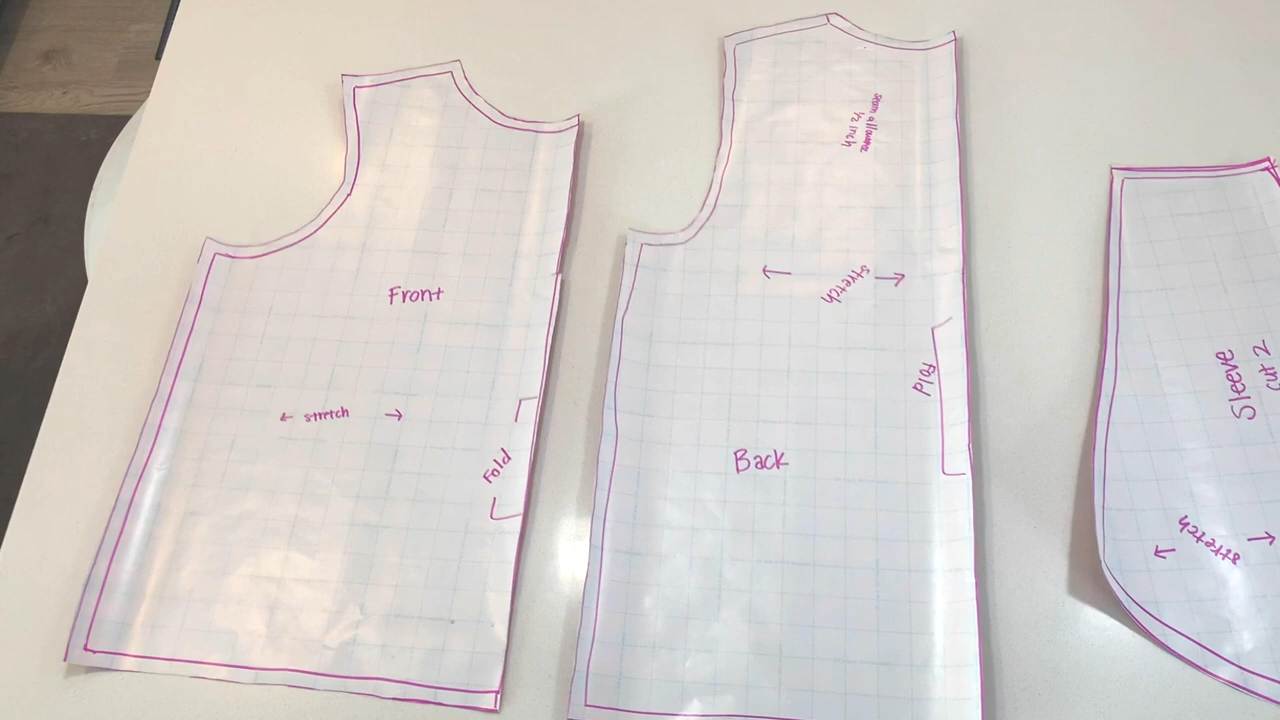 Front
← stretch →
Fold
seam allowance
1/2 inch
← stretch →
Fold
Back
Sleeve
cut 2
← stretch →